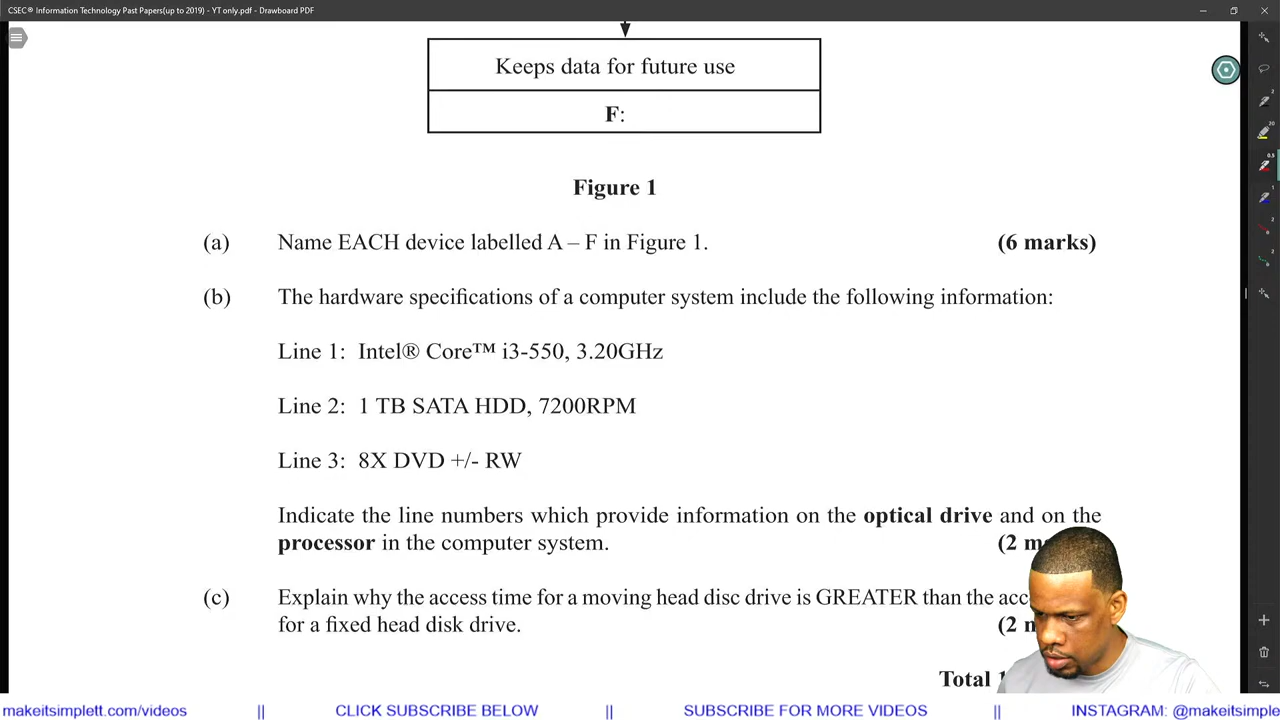 CSEC® Information Technology Past Papers(up to 2019) - YT only.pdf - Drawboard PDF
Keeps data for future use
F:
Figure 1
(a) Name EACH device labelled A – F in Figure 1. (6 marks)
(b) The hardware specifications of a computer system include the following information:
Line 1: Intel® Core™ i3-550, 3.20GHz
Line 2: 1 TB SATA HDD, 7200RPM
Line 3: 8X DVD +/- RW
Indicate the line numbers which provide information on the optical drive and on the
processor in the computer system. (2
(c) Explain why the access time for a moving head disc drive is GREATER than the
for a fixed head disk drive. (2
Total
makeitsimplett.com/videos || CLICK SUBSCRIBE BELOW || SUBSCRIBE FOR MORE VIDEOS || INSTAGRAM: @makeitsimple